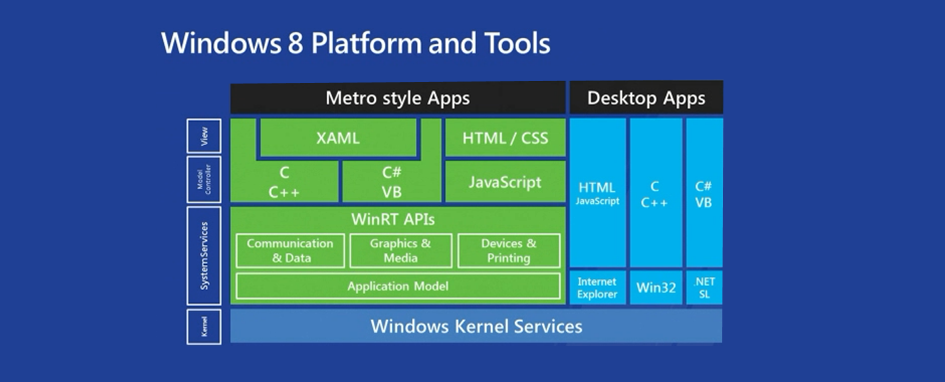 Windows 8 Platform and Tools
Metro style Apps
Desktop Apps
View
XAML
HTML / CSS
Model
Controller
C
C++
C#
VB
JavaScript
HTML
JavaScript
C
C++
C#
VB
System Services
WinRT APIs
Communication
& Data
Graphics &
Media
Devices &
Printing
Application Model
Internet
Explorer
Win32
.NET
SL
Kernel
Windows Kernel Services